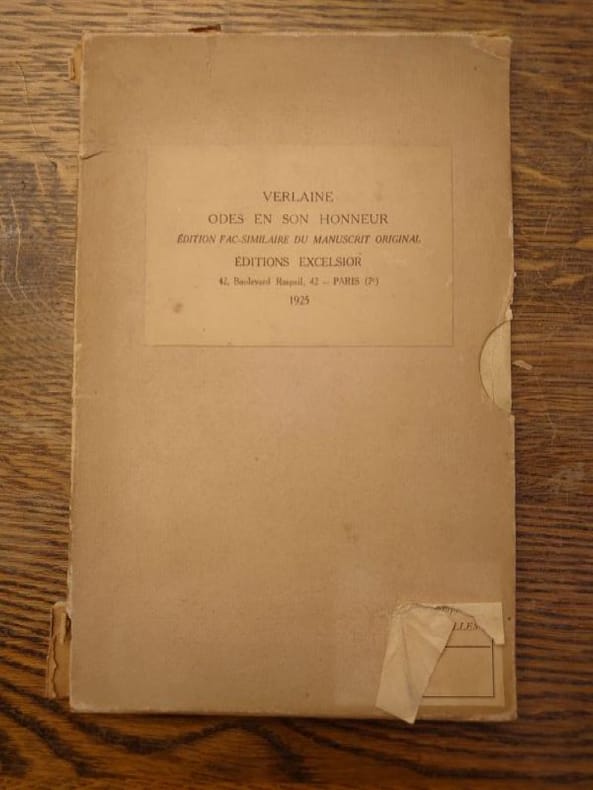 VERLAINE
ODES EN SON HONNEUR
ÉDITION FAC-SIMILAIRE DU MANUSCRIT ORIGINAL
ÉDITIONS EXCELSIOR
42, Boulevard Raspail, 42 — PARIS (7e)
1925